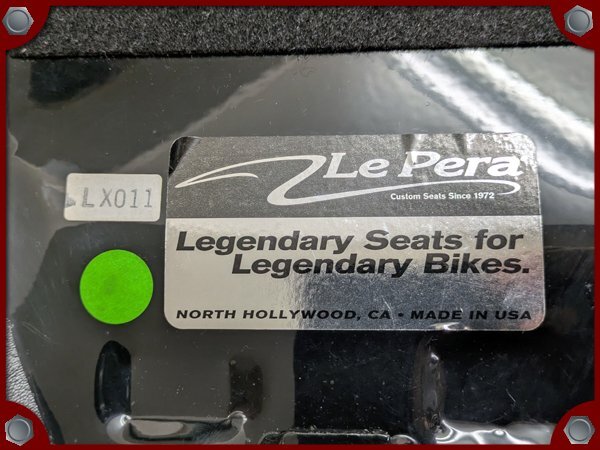 Le Pera
Custom Seats Since 1972
LX011
Legendary Seats for
Legendary Bikes.
NORTH HOLLYWOOD, CA • MADE IN USA